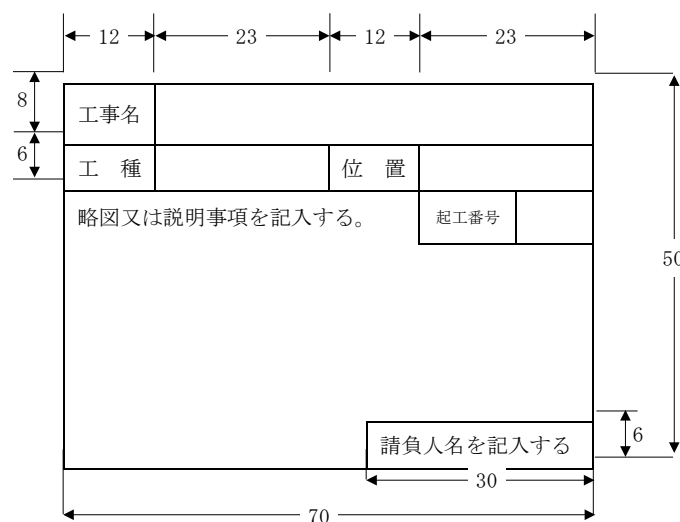 12 23 12 23
8
工事名
6
工 種 位 置
略図又は説明事項を記入する。 起工番号
50
請負人名を記入する 6
30
70